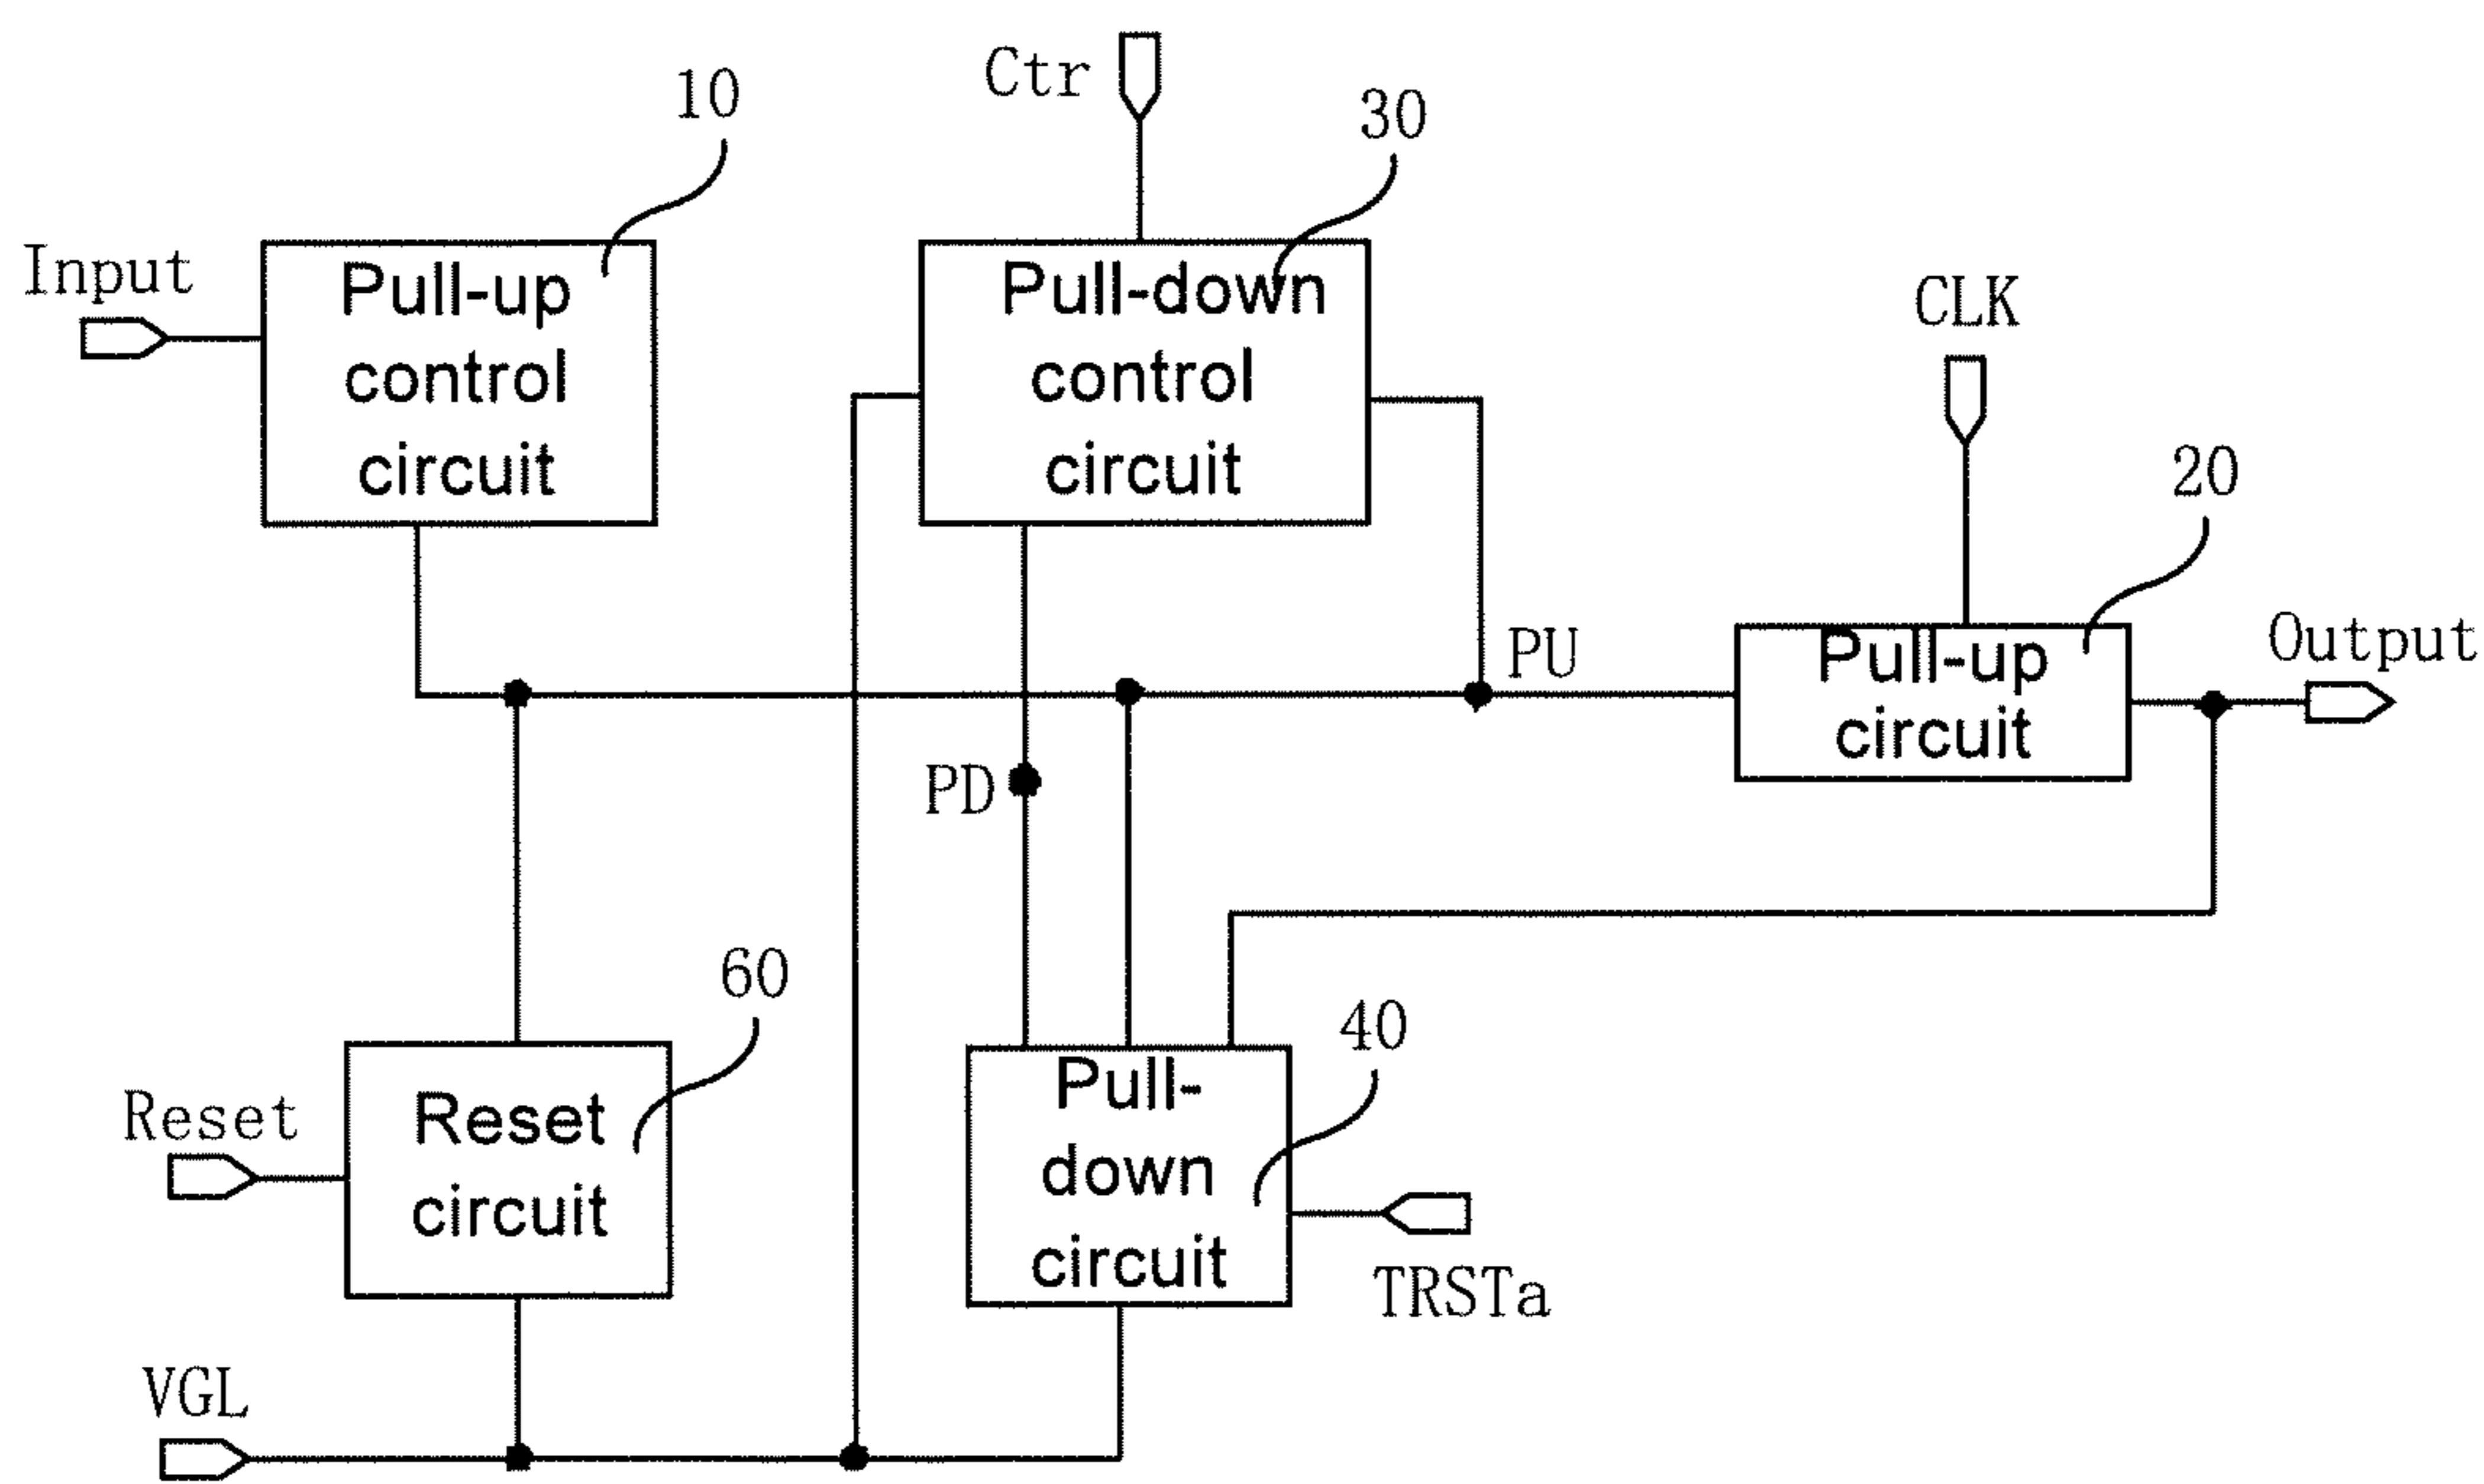 Ctr
10
30
Input
Pull-up
control
circuit
Pull-down
control
circuit
CLK
20
PU
Pull-up
circuit
Output
PD
60
40
Reset
Reset
circuit
Pull-
down
circuit
TRSTa
VGL